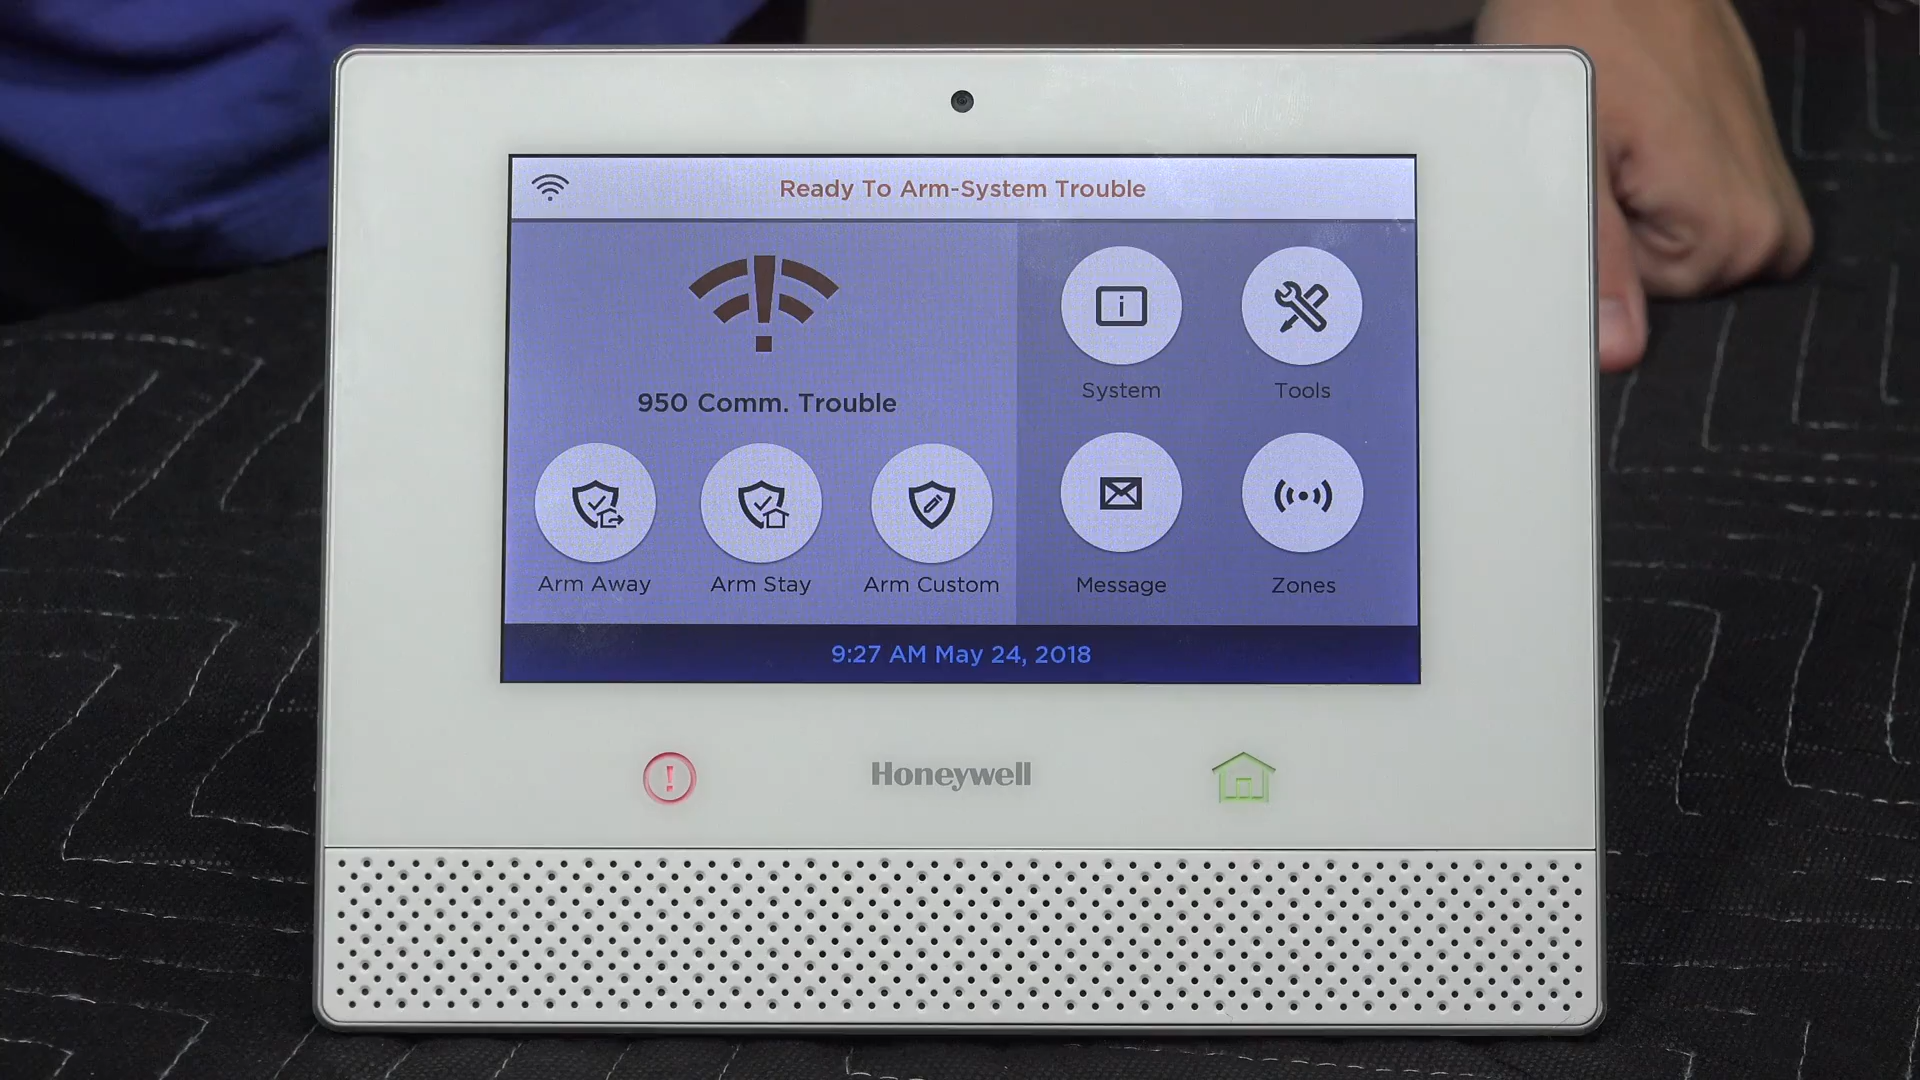 Ready To Arm-System Trouble
950 Comm. Trouble
System
Tools
Arm Away
Arm Stay
Arm Custom
Message
Zones
9:27 AM May 24, 2018
Honeywell